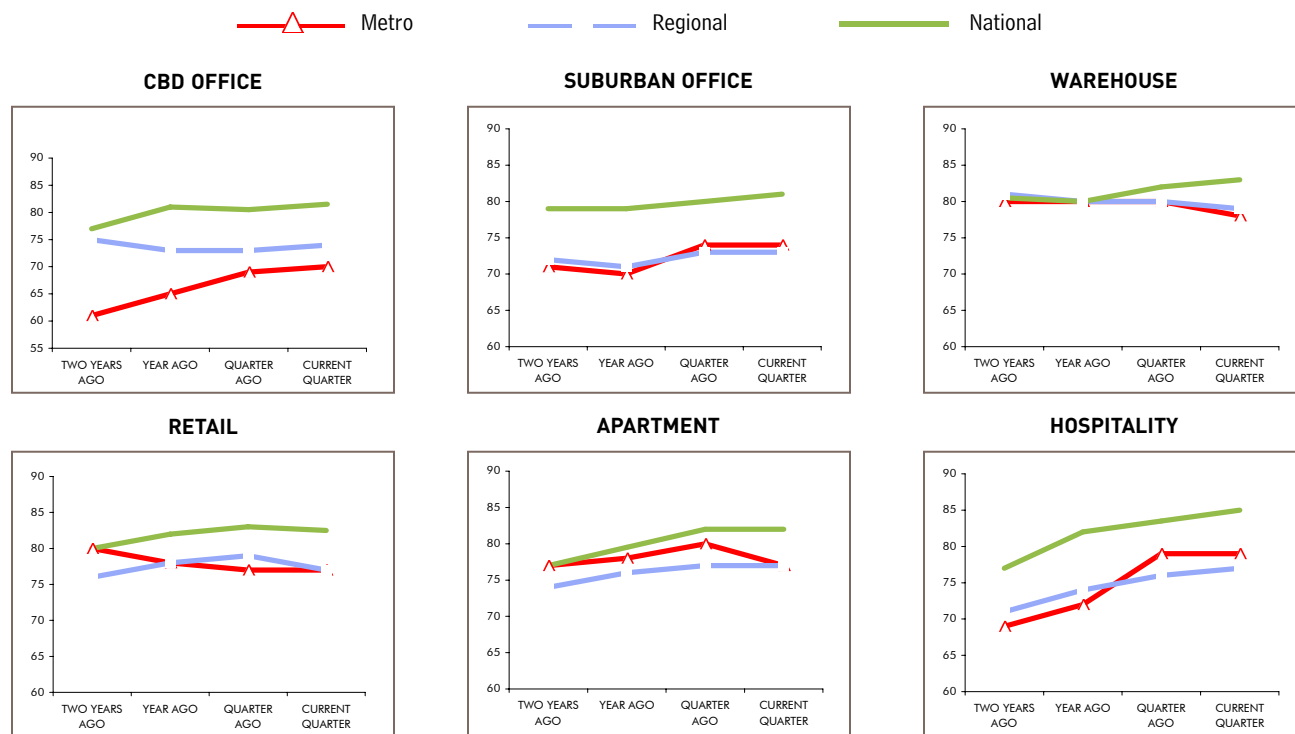 Metro
Regional
National
CBD OFFICE
90
85
80
75
70
65
60
55
TWO YEARS
AGO
YEAR AGO
QUARTER
AGO
CURRENT
QUARTER
SUBURBAN OFFICE
90
80
75
70
65
60
TWO YEARS
AGO
YEAR AGO
QUARTER
AGO
CURRENT
QUARTER
WAREHOUSE
90
85
80
75
70
65
60
TWO YEARS
AGO
YEAR AGO
QUARTER
AGO
CURRENT
QUARTER
RETAIL
90
85
80
75
70
65
60
TWO YEARS
AGO
YEAR AGO
QUARTER
AGO
CURRENT
QUARTER
APARTMENT
90
85
80
75
70
65
60
TWO YEARS
AGO
YEAR AGO
QUARTER
AGO
CURRENT
QUARTER
HOSPITALITY
90
85
80
75
70
65
60
TWO YEARS
AGO
YEAR AGO
QUARTER
AGO
CURRENT
QUARTER